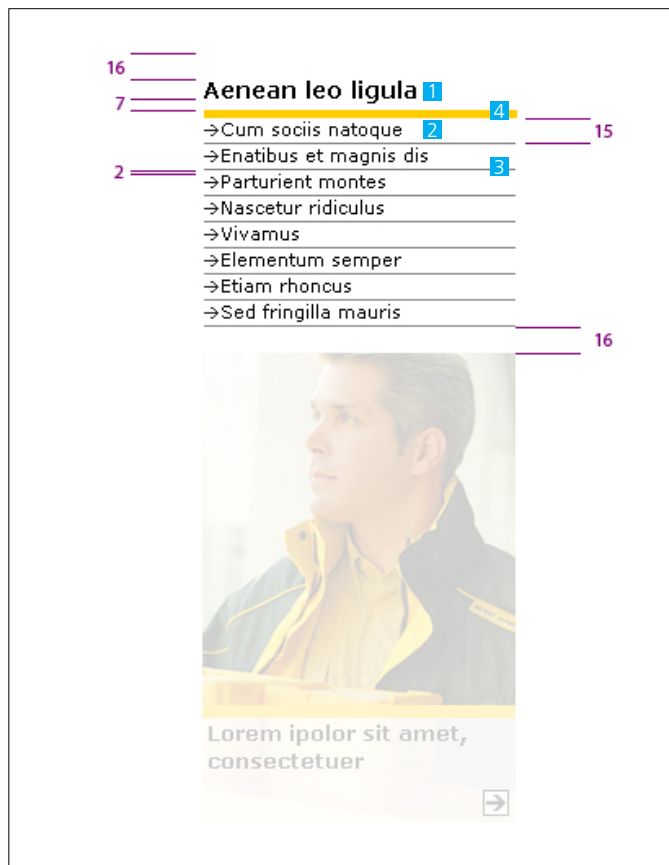 16
Aenean leo ligula 1
7
4
→Cum sociis natoque 2
15
→Enatibus et magnis dis
3
2
→Parturient montes
→Nascetur ridiculus
→Vivamus
→Elementum semper
→Etiam rhoncus
→Sed fringilla mauris
16
Lorem ipolor sit amet,
consectetuer